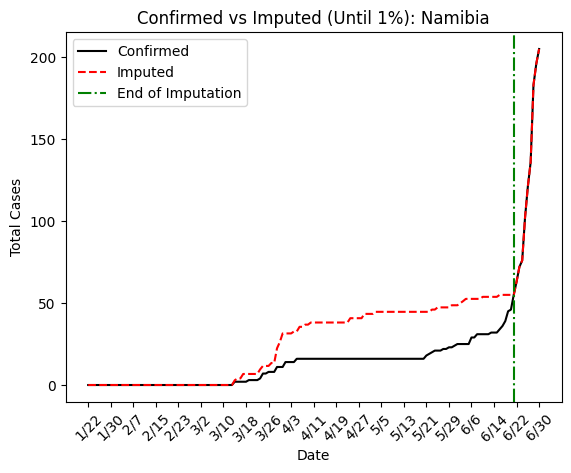 Confirmed vs Imputed (Until 1%): Namibia
Confirmed
Imputed
End of Imputation
Total Cases
200
150
100
50
0
1/22 1/30 2/7 2/15 2/23 3/2 3/10 3/18 3/26 4/3 4/11 4/19 4/27 5/5 5/13 5/21 5/29 6/6 6/14 6/22 6/30
Date